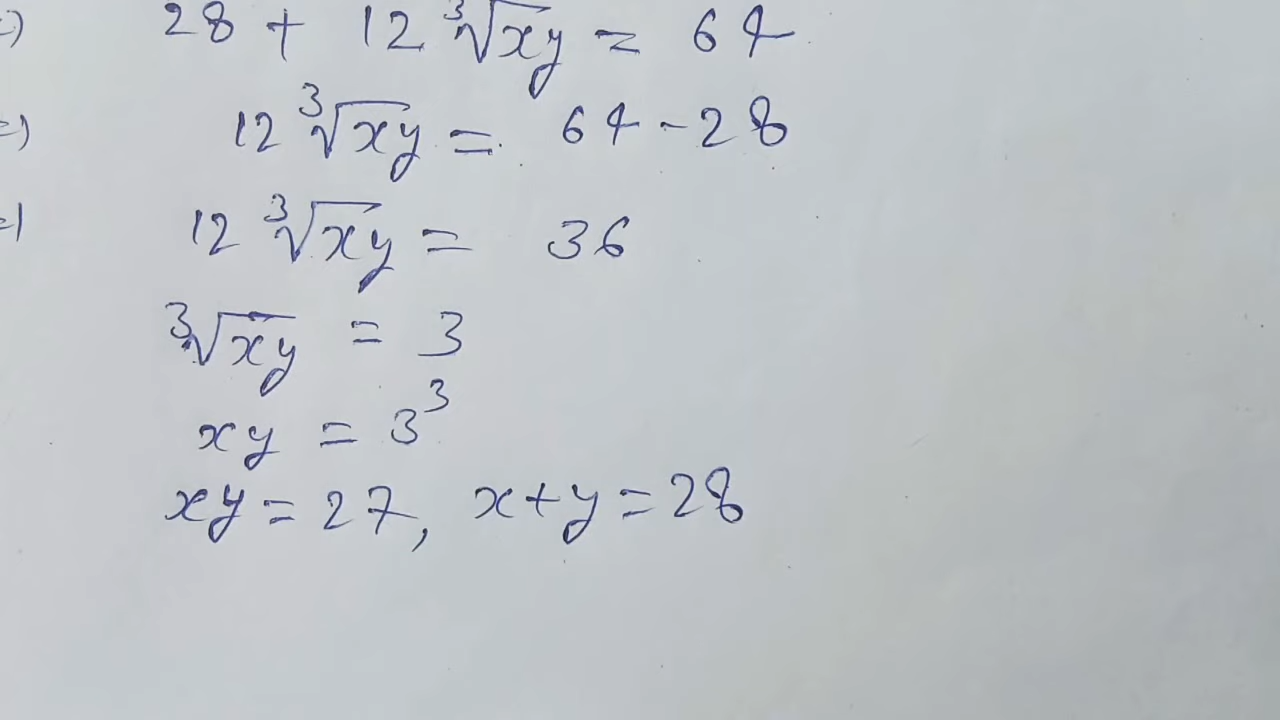 =) 28 + 12 ∛xy = 64
=) 12 ∛xy = 64 - 28
=) 12 ∛xy = 36
∛xy = 3
xy = 3³
xy = 27, x+y = 28